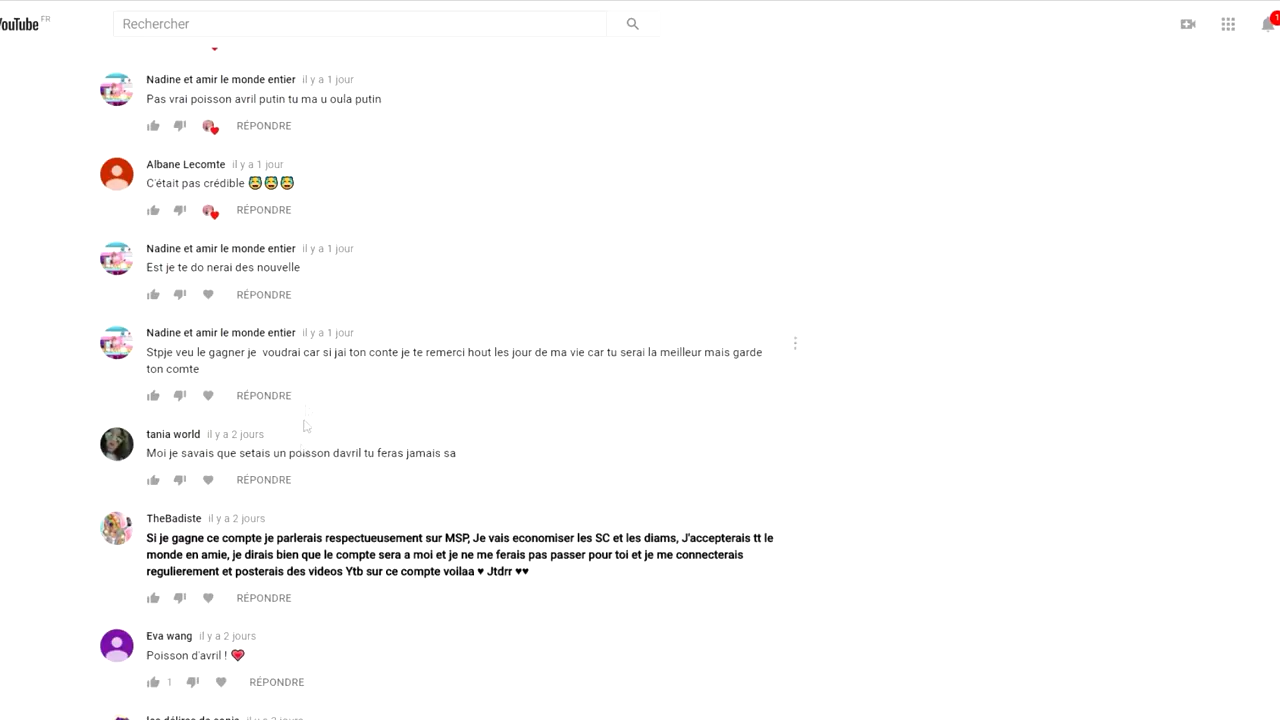 YouTube FR
Rechercher
1
Nadine et amir le monde entier il y a 1 jour
Pas vrai poisson avril putin tu ma u oula putin
RÉPONDRE
Albane Lecomte il y a 1 jour
C'était pas crédible 😨😨😨
RÉPONDRE
Nadine et amir le monde entier il y a 1 jour
Est je te do nerai des nouvelle
RÉPONDRE
Nadine et amir le monde entier il y a 1 jour
Stpje veu le gagner je voudrai car si jai ton conte je te remerci hout les jour de ma vie car tu serai la meilleur mais garde
ton comte
RÉPONDRE
tania world il y a 2 jours
Moi je savais que setais un poisson davril tu feras jamais sa
RÉPONDRE
TheBadiste il y a 2 jours
Si je gagne ce compte je parlerais respectueusement sur MSP, Je vais economiser les SC et les diams, J'accepterais tt le
monde en amie, je dirais bien que le compte sera a moi et je ne me ferais pas passer pour toi et je me connecterais
regulierement et posterais des videos Ytb sur ce compte voilaa ♥ Jtdrr ♥♥
RÉPONDRE
Eva wang il y a 2 jours
Poisson d'avril ! 💗
1 RÉPONDRE